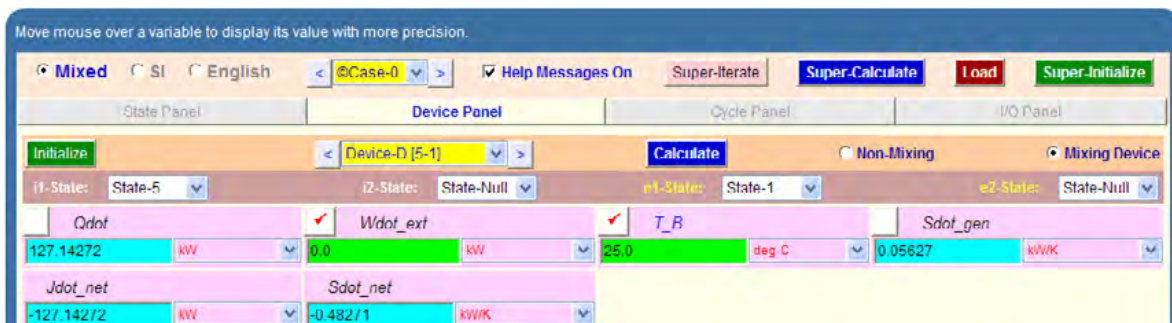 Move mouse over a variable to display its value with more precision.
Mixed SI English < ©Case-0 > Help Messages On Super-Iterate Super-Calculate Load Super-Initialize
State Panel Device Panel Cycle Panel I/O Panel
Initialize < Device-D [5-1] > Calculate Non-Mixing Mixing Device
i1-State: State-5 i2-State: State-Null e1-State: State-1 e2-State: State-Null
Qdot Wdot_ext T_B Sdot_gen
127.14272 kW 0.0 kW 25.0 deg-C 0.05627 kW/K
Jdot_net Sdot_net
-127.14272 kW -0.48271 kW/K